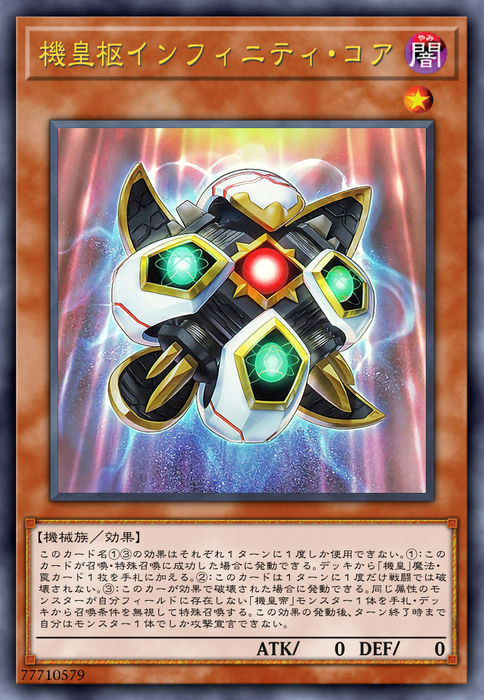 機皇枢インフィニティ・コア
やみ
闇
【機械族／効果】
このカード名①③の効果はそれぞれ１ターンに１度しか使用できない。①：この
カードが召喚・特殊召喚に成功した場合に発動できる。デッキから「機皇」魔法・
罠カード１枚を手札に加える。②：このカードは１ターンに１度だけ戦闘では破
壊されない。③：このカーが効果で破壊された場合に発動できる。同じ属性のモ
ンスターが自分フィールドに存在しない「機皇帝」モンスター１体を手札・デッ
キから召喚条件を無視して特殊召喚する。この効果の発動後、ターン終了時まで
自分はモンスター１体でしか攻撃宣言できない。
ATK/ 0 DEF/ 0
77710579